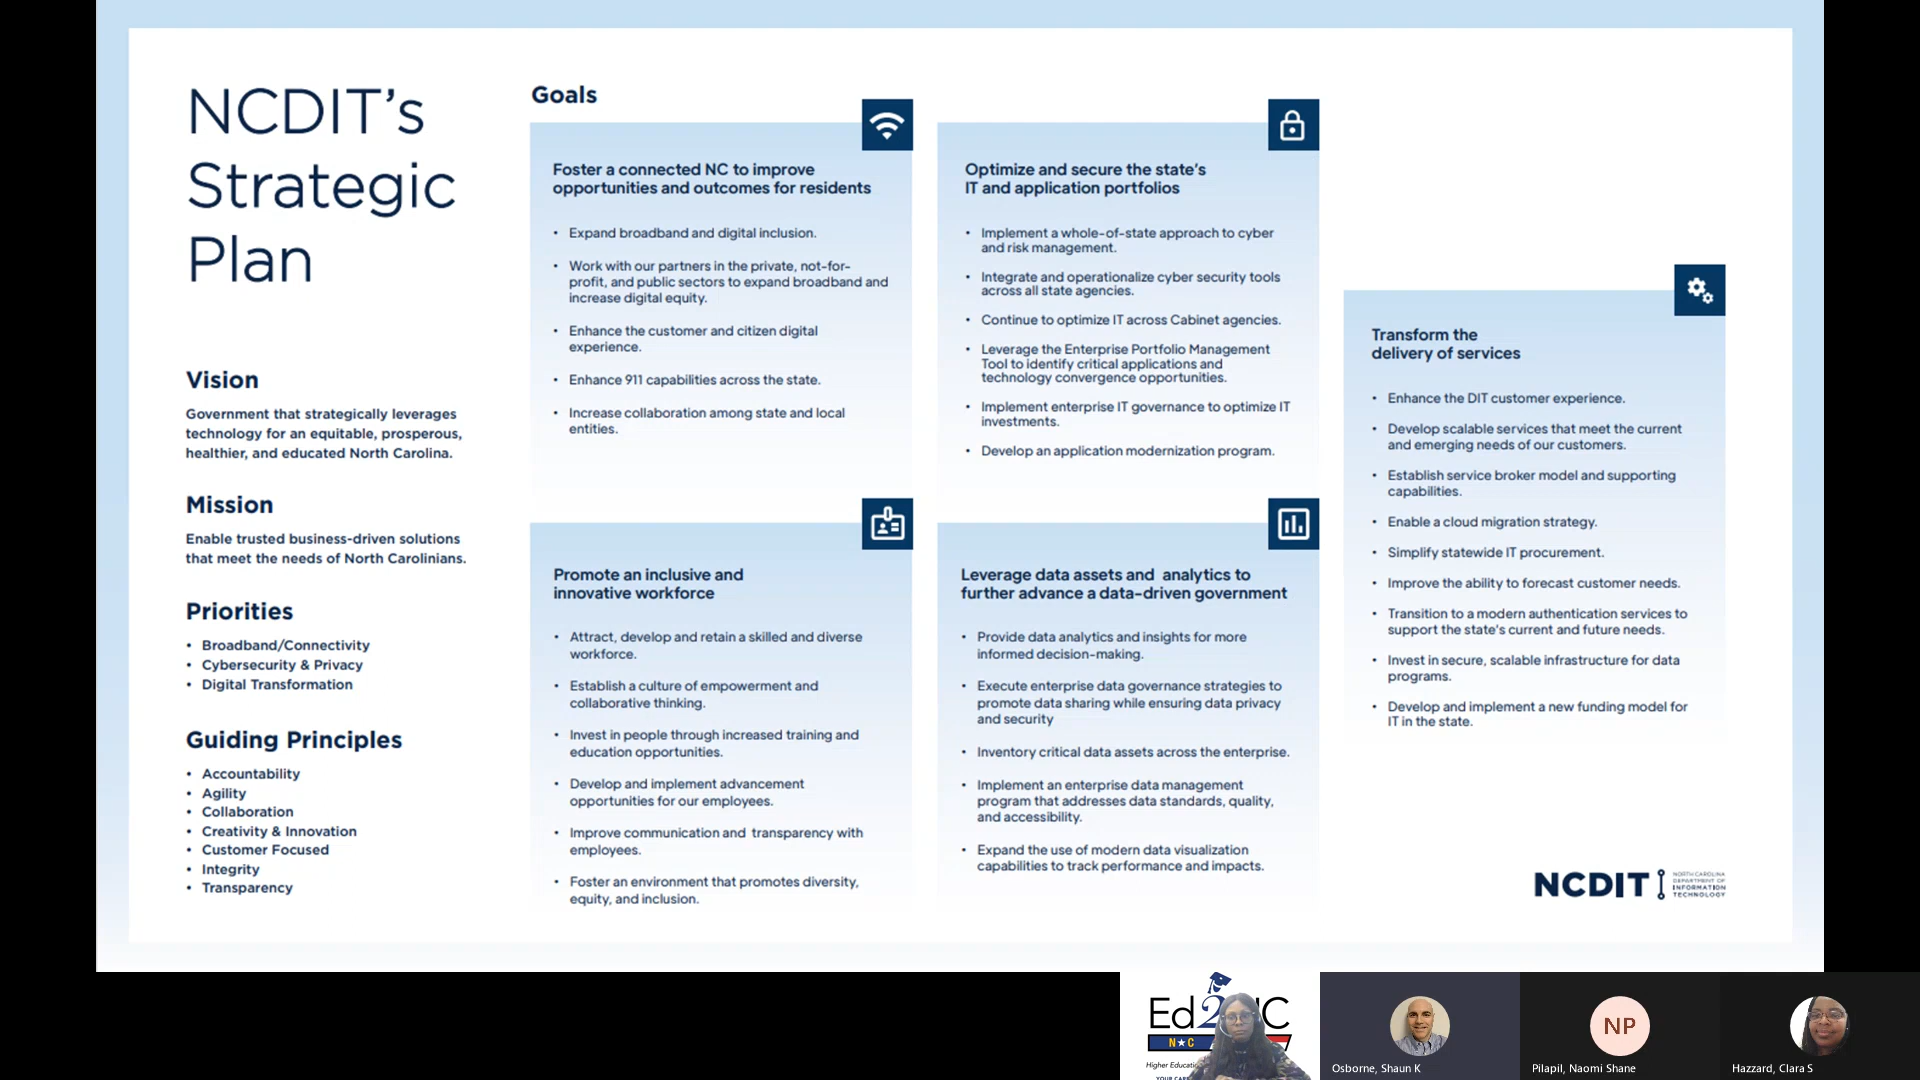 NCDIT's
Strategic
Plan
Vision
Government that strategically leverages
technology for an equitable, prosperous,
healthier, and educated North Carolina.
Mission
Enable trusted business-driven solutions
that meet the needs of North Carolinians.
Priorities
• Broadband/Connectivity
• Cybersecurity & Privacy
• Digital Transformation
Guiding Principles
• Accountability
• Agility
• Collaboration
• Creativity & Innovation
• Customer Focused
• Integrity
• Transparency
Goals
Foster a connected NC to improve
opportunities and outcomes for residents
• Expand broadband and digital inclusion.
• Work with our partners in the private, not-for-
profit, and public sectors to expand broadband and
increase digital equity.
• Enhance the customer and citizen digital
experience.
• Enhance 911 capabilities across the state.
• Increase collaboration among state and local
entities.
Optimize and secure the state's
IT and application portfolios
• Implement a whole-of-state approach to cyber
and risk management.
• Integrate and operationalize cyber security tools
across all state agencies.
• Continue to optimize IT across Cabinet agencies.
• Leverage the Enterprise Portfolio Management
Tool to identify critical applications and
technology convergence opportunities.
• Implement enterprise IT governance to optimize IT
investments.
• Develop an application modernization program.
Promote an inclusive and
innovative workforce
• Attract, develop and retain a skilled and diverse
workforce.
• Establish a culture of empowerment and
collaborative thinking.
• Invest in people through increased training and
education opportunities.
• Develop and implement advancement
opportunities for our employees.
• Improve communication and transparency with
employees.
• Foster an environment that promotes diversity,
equity, and inclusion.
Leverage data assets and analytics to
further advance a data-driven government
• Provide data analytics and insights for more
informed decision-making.
• Execute enterprise data governance strategies to
promote data sharing while ensuring data privacy
and security
• Inventory critical data assets across the enterprise.
• Implement an enterprise data management
program that addresses data standards, quality,
and accessibility.
• Expand the use of modern data visualization
capabilities to track performance and impacts.
Transform the
delivery of services
• Enhance the DIT customer experience.
• Develop scalable services that meet the current
and emerging needs of our customers.
• Establish service broker model and supporting
capabilities.
• Enable a cloud migration strategy.
• Simplify statewide IT procurement.
• Improve the ability to forecast customer needs.
• Transition to a modern authentication services to
support the state's current and future needs.
• Invest in secure, scalable infrastructure for data
programs.
• Develop and implement a new funding model for
IT in the state.
NCDIT
NORTH CAROLINA
DEPARTMENT OF
INFORMATION
TECHNOLOGY
Ed2 C
N★C
Higher
Osborne, Shaun K
NP
Pilapil, Naomi Shane
Hazzard, Clara S